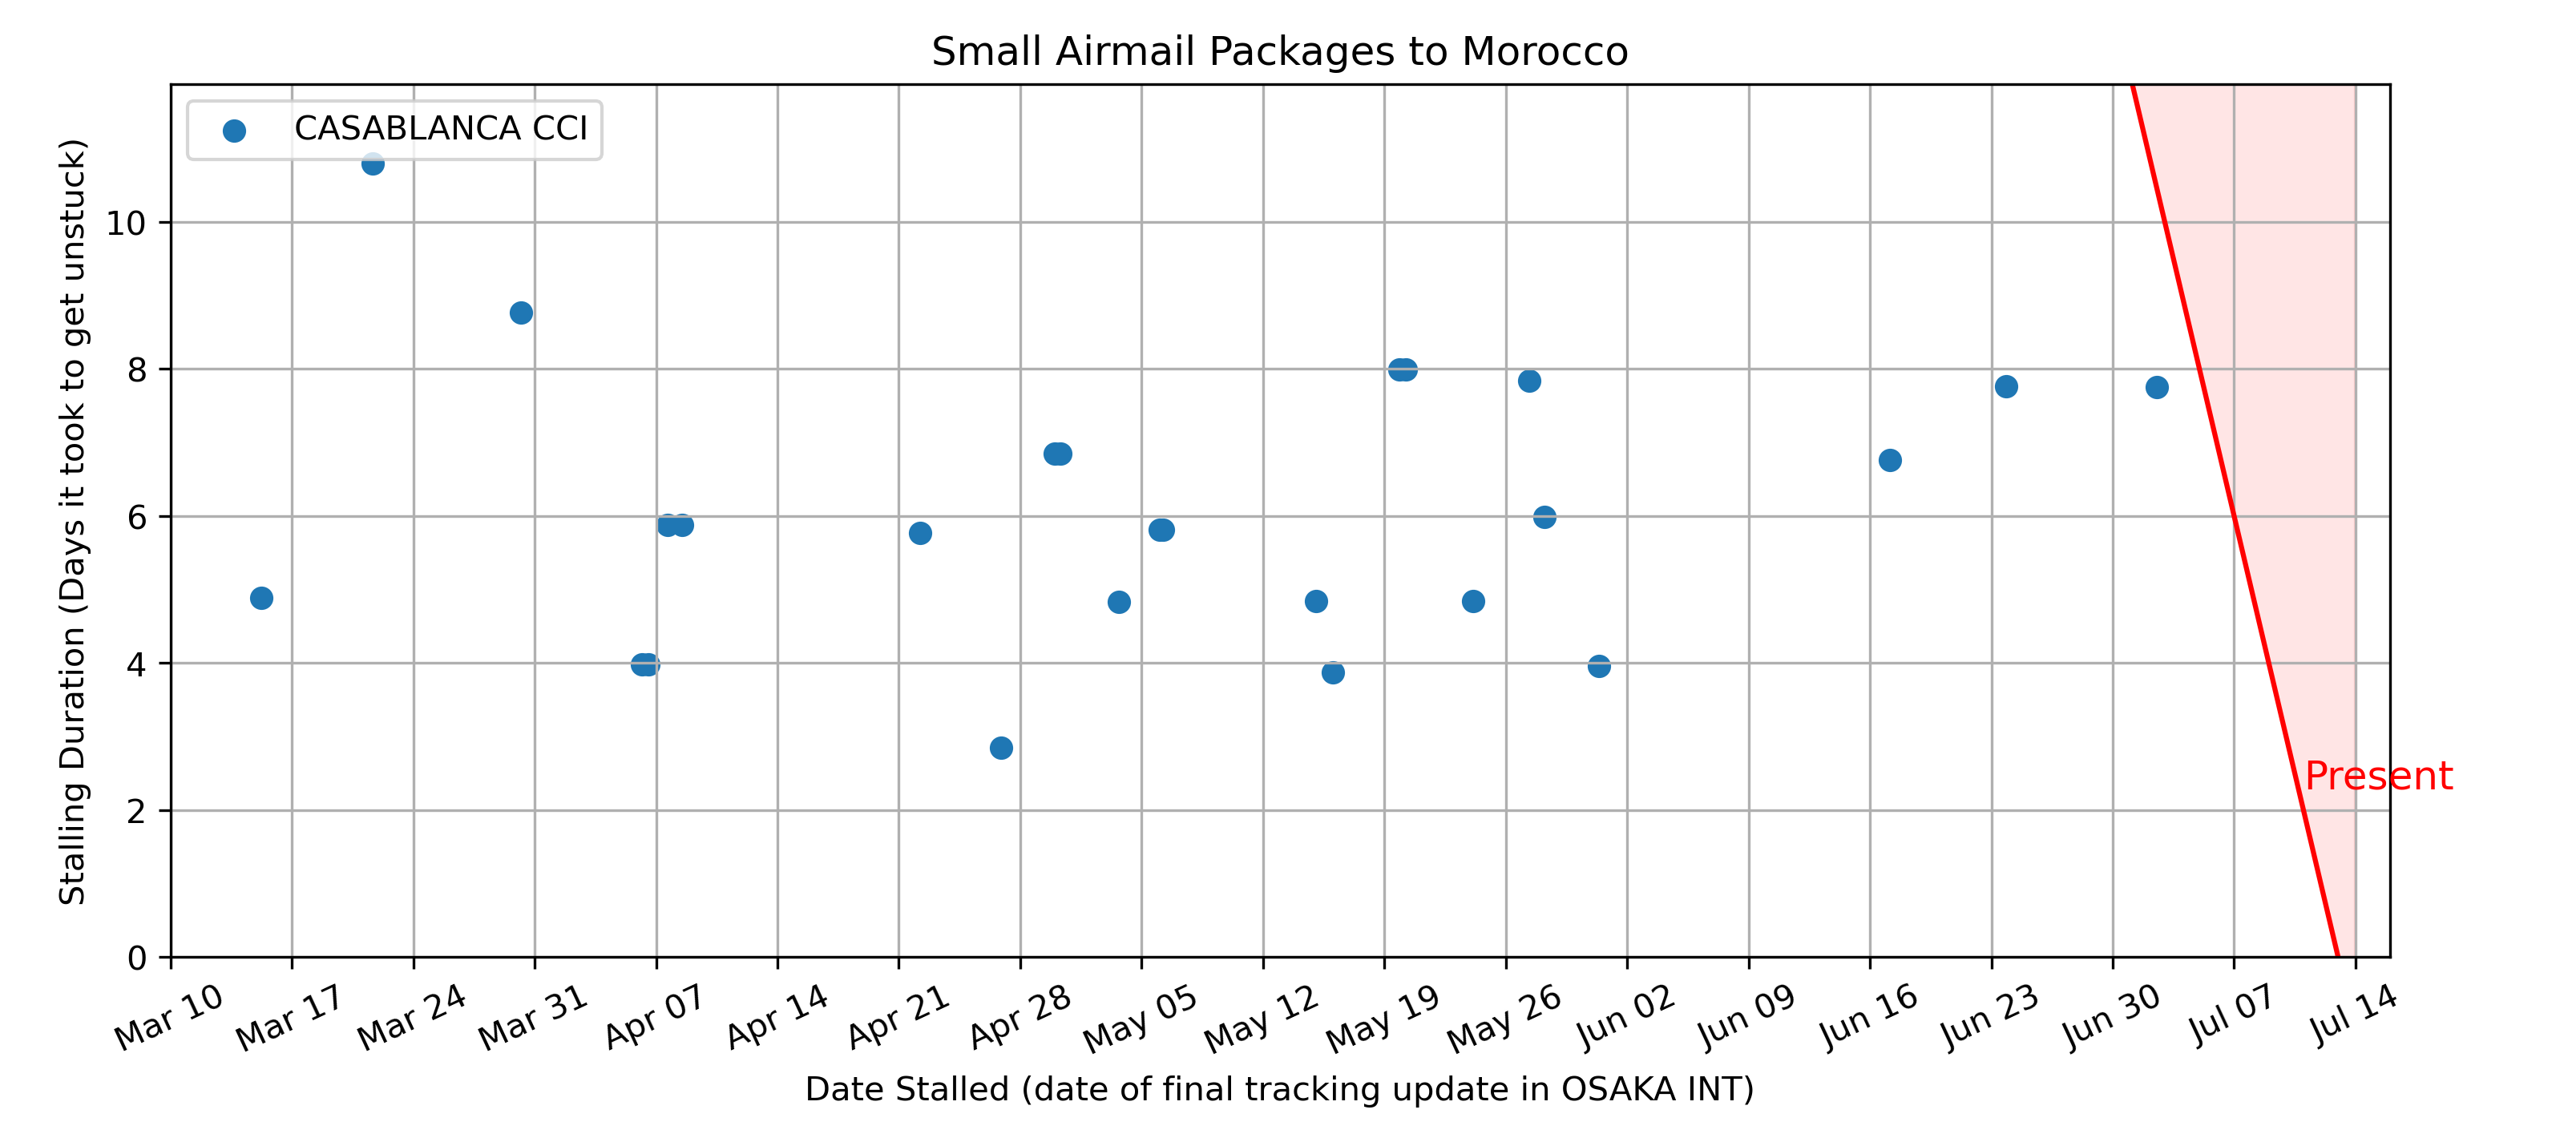 Small Airmail Packages to Morocco
CASABLANCA CCI
Stalling Duration (Days it took to get unstuck)
10
8
6
4
2
0
Present
Mar 10
Mar 17
Mar 24
Mar 31
Apr 07
Apr 14
Apr 21
Apr 28
May 05
May 12
May 19
May 26
Jun 02
Jun 09
Jun 16
Jun 23
Jun 30
Jul 07
Jul 14
Date Stalled (date of final tracking update in OSAKA INT)